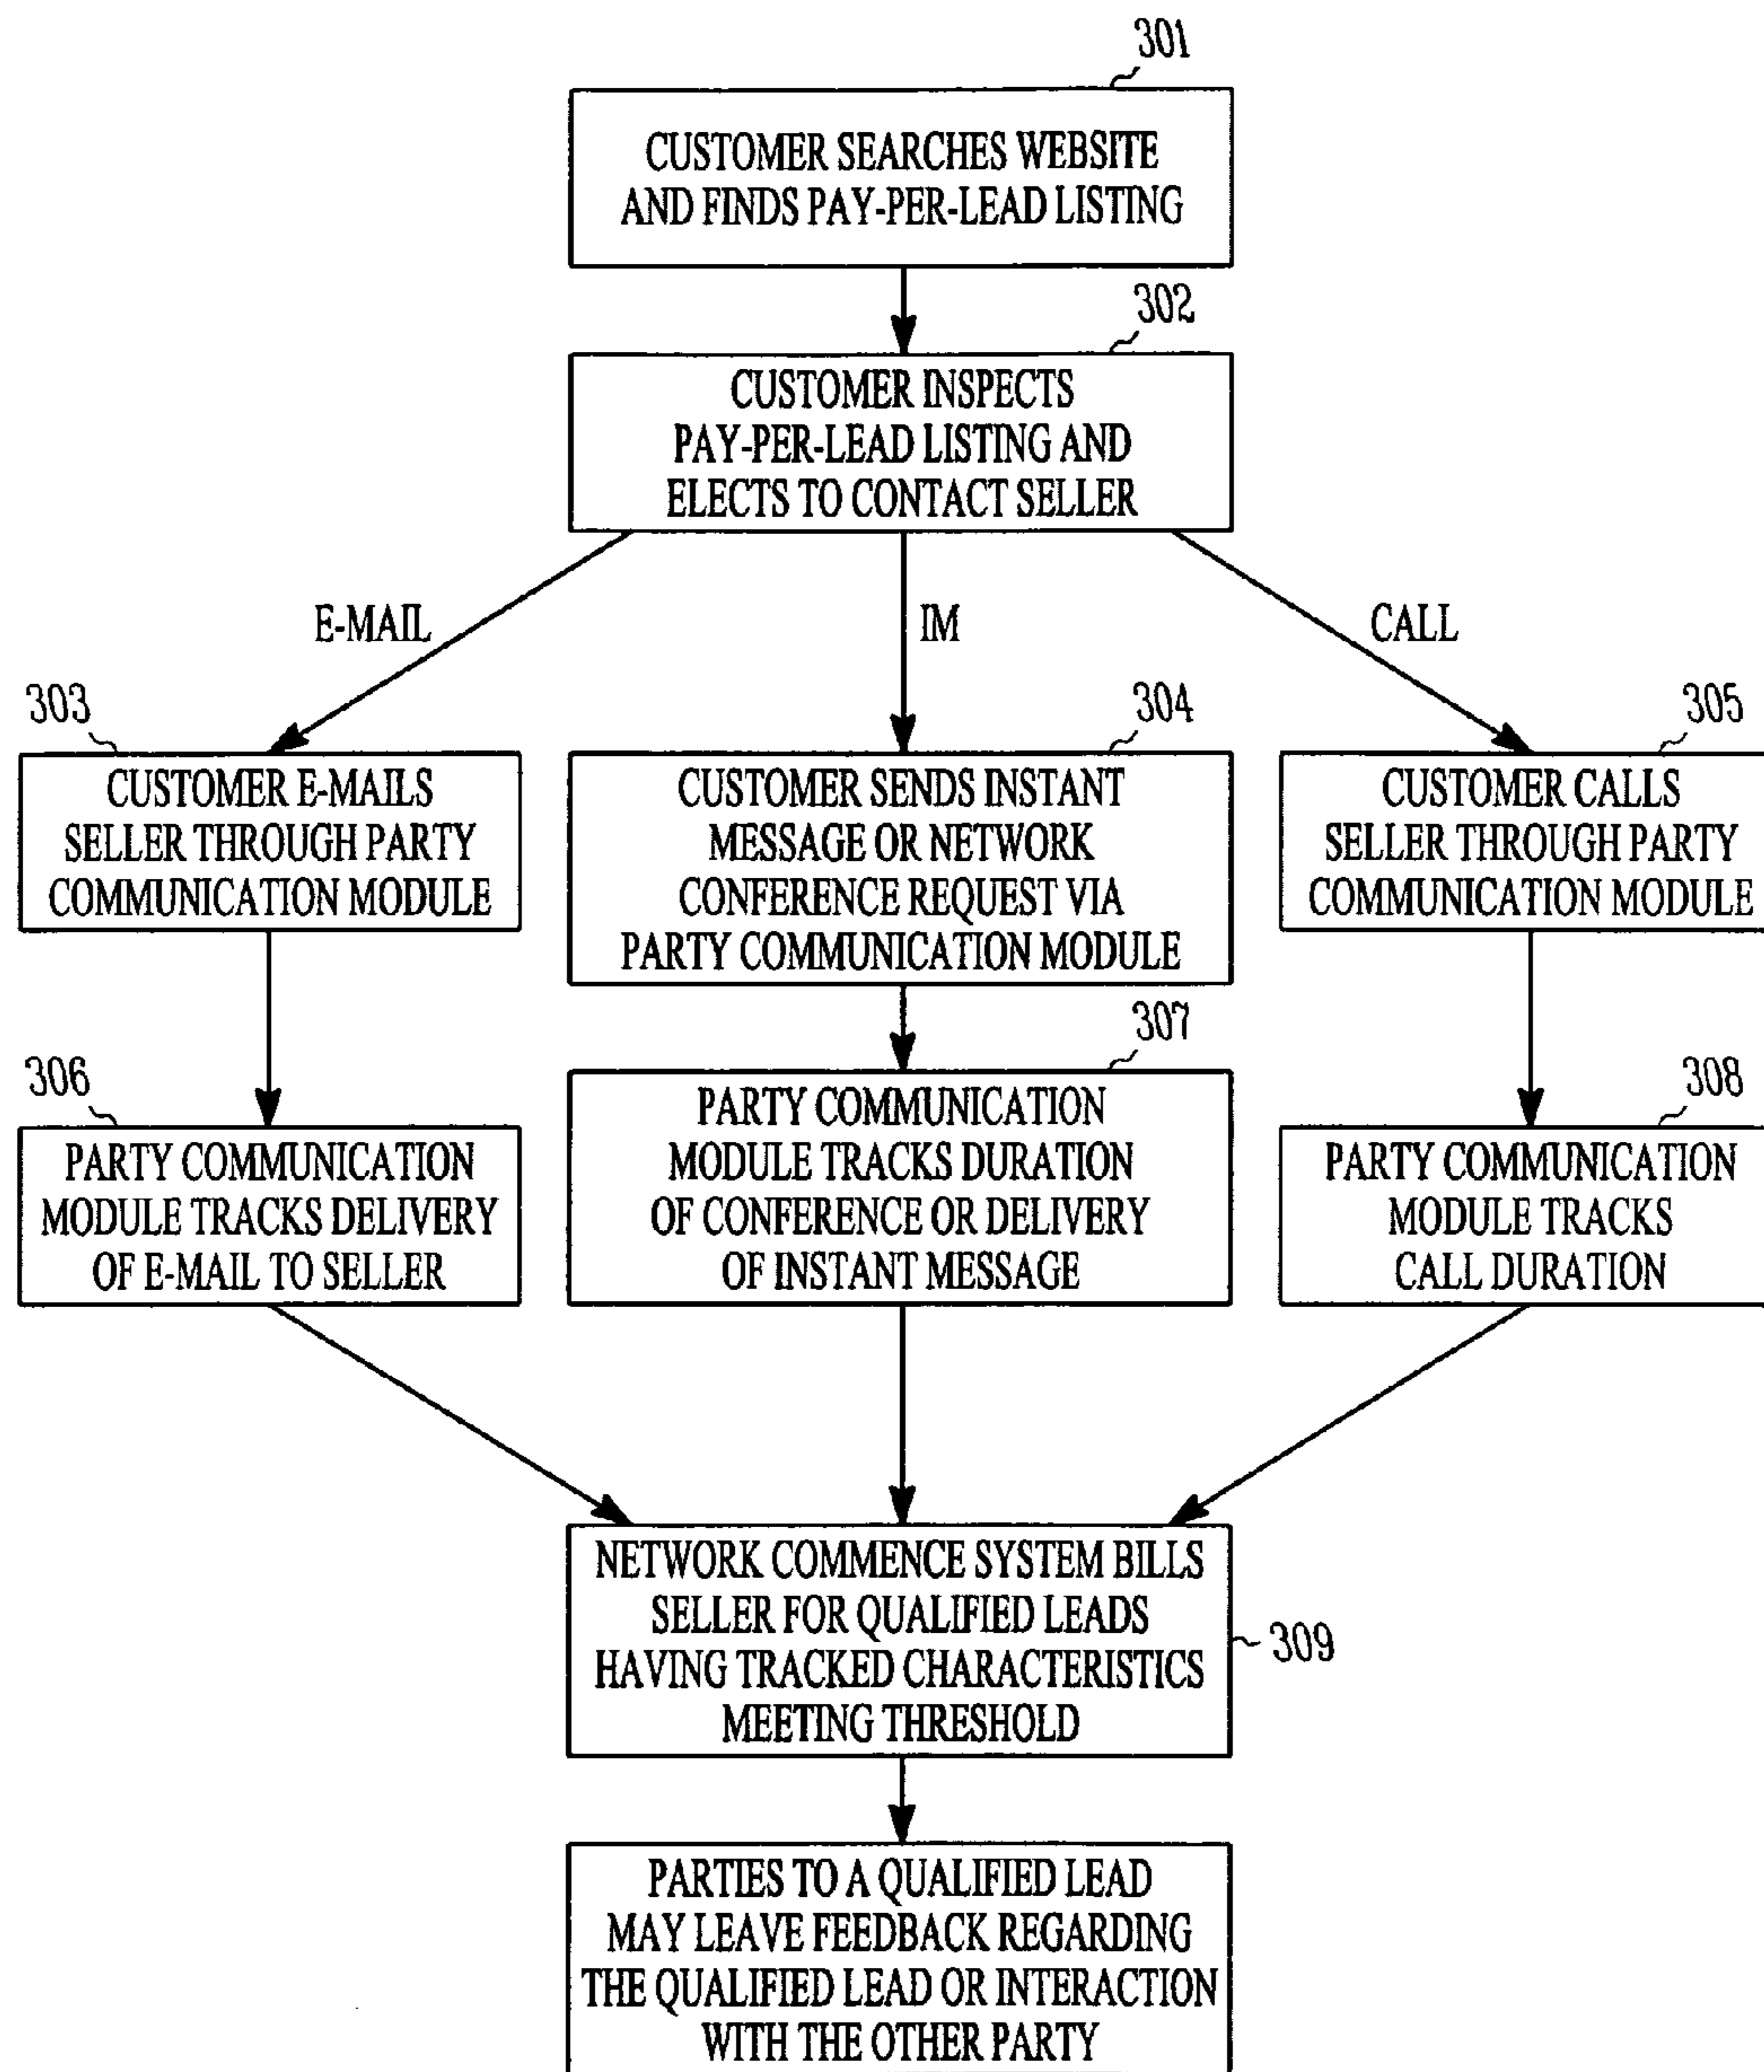 301
CUSTOMER SEARCHES WEBSITE
AND FINDS PAY-PER-LEAD LISTING
302
CUSTOMER INSPECTS
PAY-PER-LEAD LISTING AND
ELECTS TO CONTACT SELLER
E-MAIL
IM
CALL
303
CUSTOMER E-MAILS
SELLER THROUGH PARTY
COMMUNICATION MODULE
304
CUSTOMER SENDS INSTANT
MESSAGE OR NETWORK
CONFERENCE REQUEST VIA
PARTY COMMUNICATION MODULE
305
CUSTOMER CALLS
SELLER THROUGH PARTY
COMMUNICATION MODULE
306
PARTY COMMUNICATION
MODULE TRACKS DELIVERY
OF E-MAIL TO SELLER
307
PARTY COMMUNICATION
MODULE TRACKS DURATION
OF CONFERENCE OR DELIVERY
OF INSTANT MESSAGE
308
PARTY COMMUNICATION
MODULE TRACKS
CALL DURATION
NETWORK COMMENCE SYSTEM BILLS
SELLER FOR QUALIFIED LEADS
HAVING TRACKED CHARACTERISTICS
MEETING THRESHOLD
309
PARTIES TO A QUALIFIED LEAD
MAY LEAVE FEEDBACK REGARDING
THE QUALIFIED LEAD OR INTERACTION
WITH THE OTHER PARTY